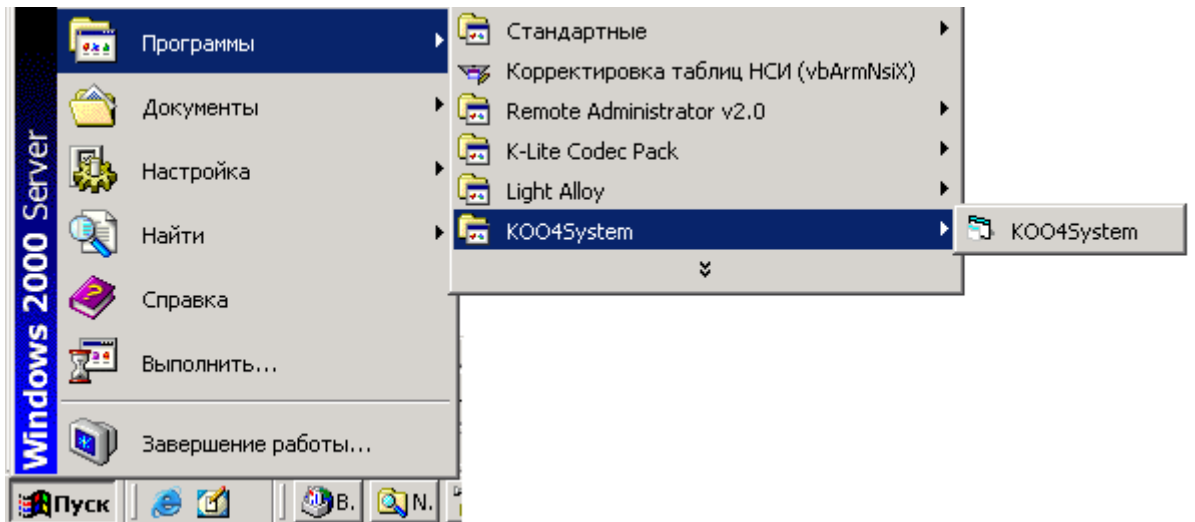 Windows 2000 Server
Программы
Документы
Настройка
Найти
Справка
Выполнить...
Завершение работы...
Стандартные
Корректировка таблиц НСИ (vbArmNsiX)
Remote Administrator v2.0
K-Lite Codec Pack
Light Alloy
KOO4System
KOO4System
Пуск
B.
N.